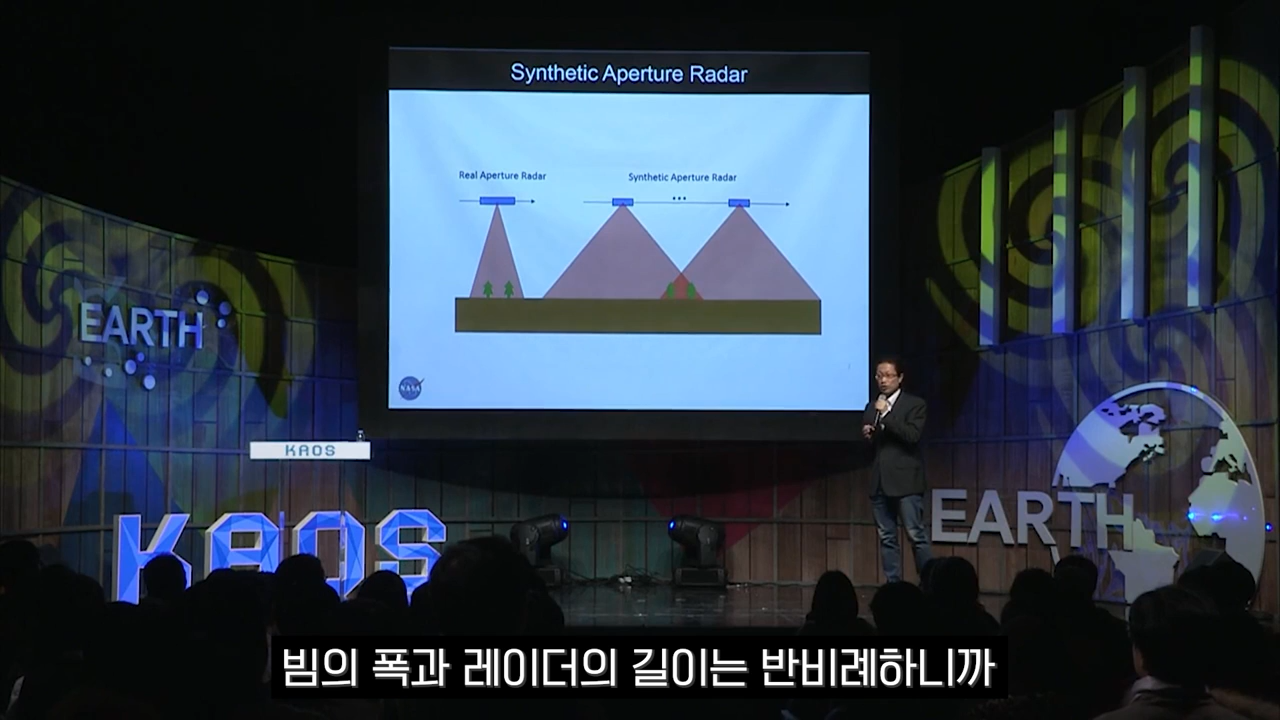 Synthetic Aperture Radar
Real Aperture Radar
Synthetic Aperture Radar
NASA
EARTH
KAOS
KAOS
EARTH
빔의 폭과 레이더의 길이는 반비례하니까